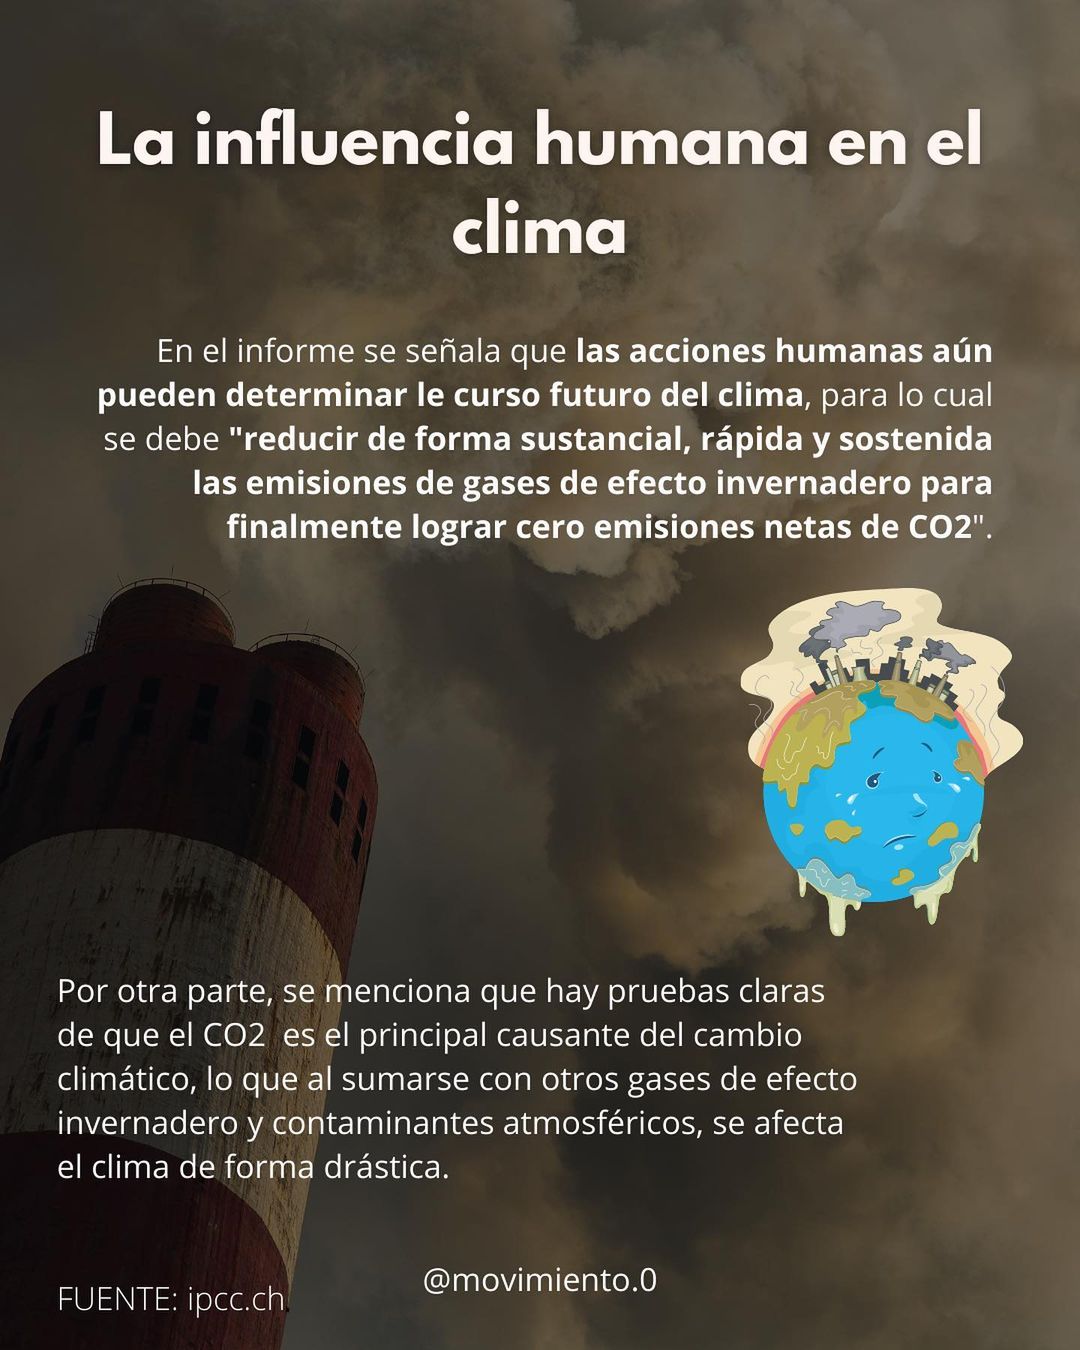 La influencia humana en el
clima
En el informe se señala que las acciones humanas aún
pueden determinar le curso futuro del clima, para lo cual
se debe "reducir de forma sustancial, rápida y sostenida
las emisiones de gases de efecto invernadero para
finalmente lograr cero emisiones netas de CO2".
Por otra parte, se menciona que hay pruebas claras
de que el CO2  es el principal causante del cambio
climático, lo que al sumarse con otros gases de efecto
invernadero y contaminantes atmosféricos, se afecta
el clima de forma drástica.
@movimiento.0
FUENTE: ipcc.ch